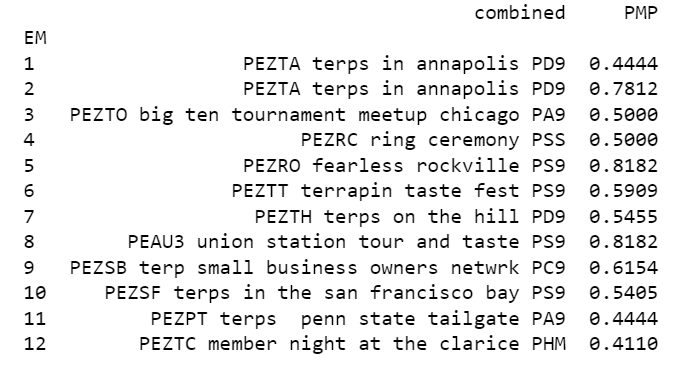 combined PMP
EM
1 PEZTA terps in annapolis PD9 0.4444
2 PEZTA terps in annapolis PD9 0.7812
3 PEZTO big ten tournament meetup chicago PA9 0.5000
4 PEZRC ring ceremony PSS 0.5000
5 PEZRO fearless rockville PS9 0.8182
6 PEZTT terrapin taste fest PS9 0.5909
7 PEZTH terps on the hill PD9 0.5455
8 PEAU3 union station tour and taste PS9 0.8182
9 PEZSB terp small business owners netwrk PC9 0.6154
10 PEZSF terps in the san francisco bay PS9 0.5405
11 PEZPT terps  penn state tailgate PA9 0.4444
12 PEZTC member night at the clarice PHM 0.4110